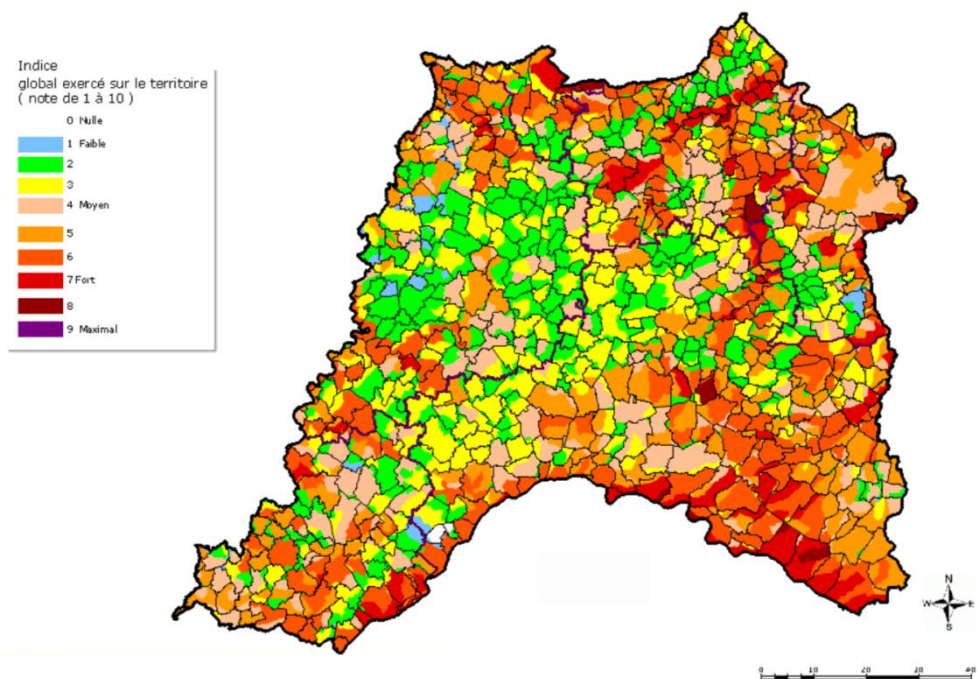 Indice
global exercé sur le territoire
( note de 1 à 10 )
0 Nulle
1 Faible
2
3
4 Moyen
5
6
7 Fort
8
9 Maximal
N
W E
S
0 10 20 30 40